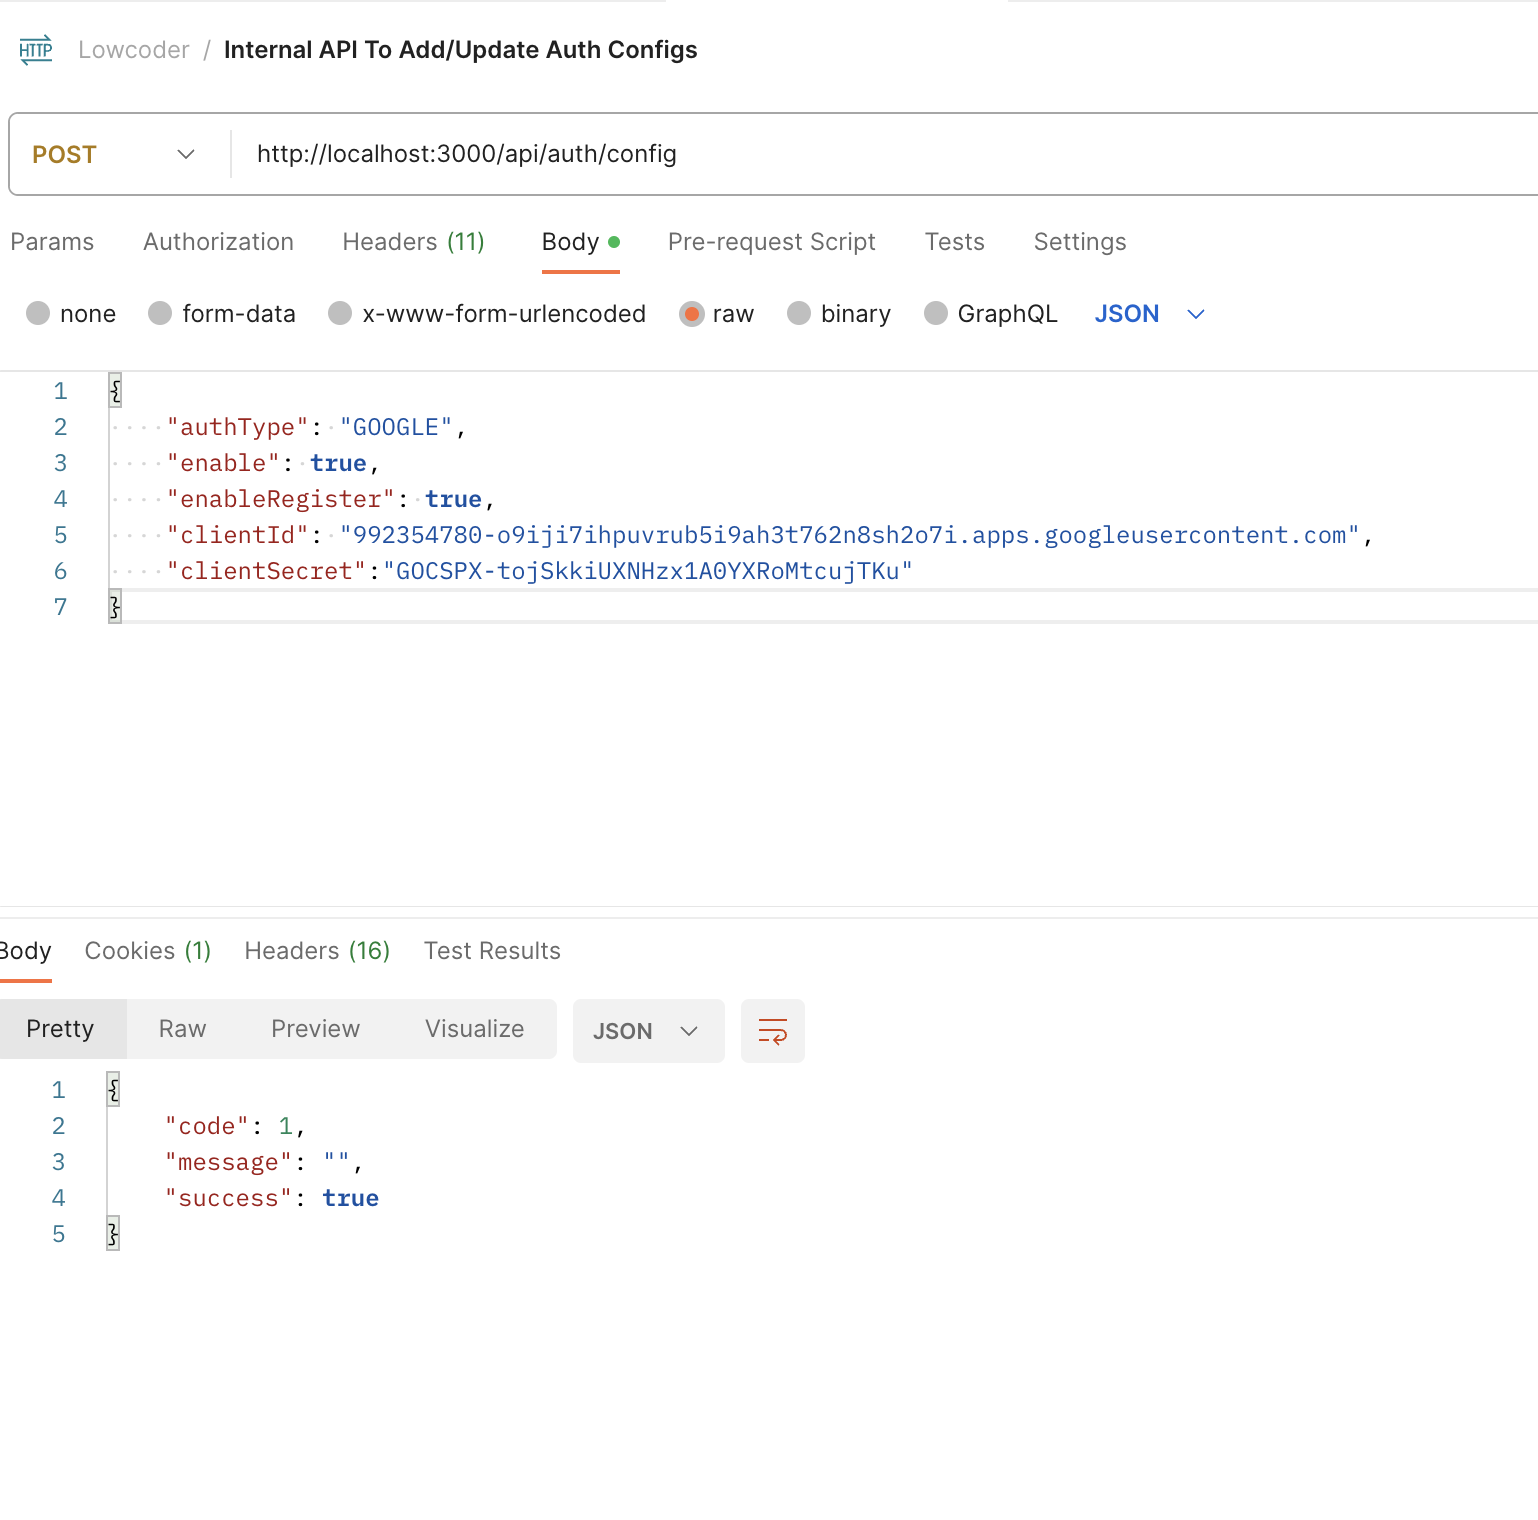 HTTP Lowcoder / Internal API To Add/Update Auth Configs
POST http://localhost:3000/api/auth/config
Params Authorization Headers (11) Body Pre-request Script Tests Settings
none form-data x-www-form-urlencoded raw binary GraphQL JSON
1 {
2 "authType": "GOOGLE",
3 "enable": true,
4 "enableRegister": true,
5 "clientId": "992354780-o9iji7ihpuvrub5i9ah3t762n8sh2o7i.apps.googleusercontent.com",
6 "clientSecret":"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"
7 }
Body Cookies (1) Headers (16) Test Results
Pretty Raw Preview Visualize JSON
1 {
2 "code": 1,
3 "message": "",
4 "success": true
5 }